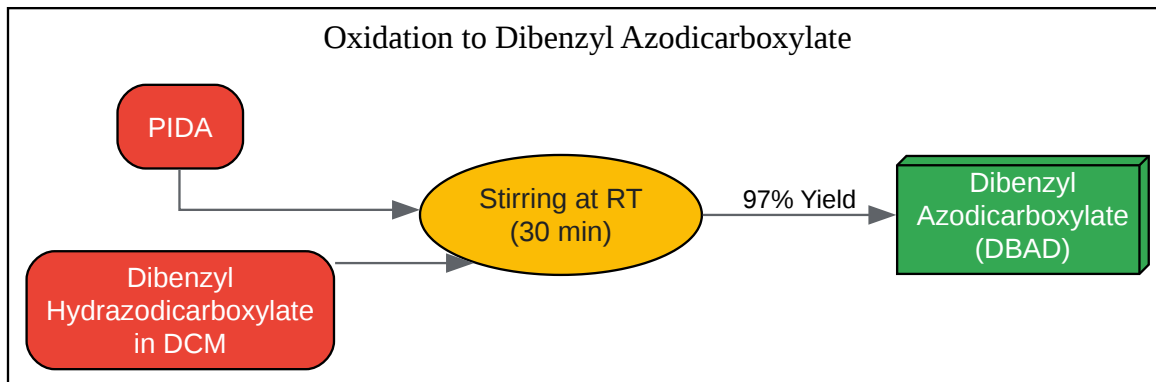 Oxidation to Dibenzyl Azodicarboxylate
PIDA
Dibenzyl
Hydrazodicarboxylate
in DCM
Stirring at RT
(30 min)
97% Yield
Dibenzyl
Azodicarboxylate
(DBAD)